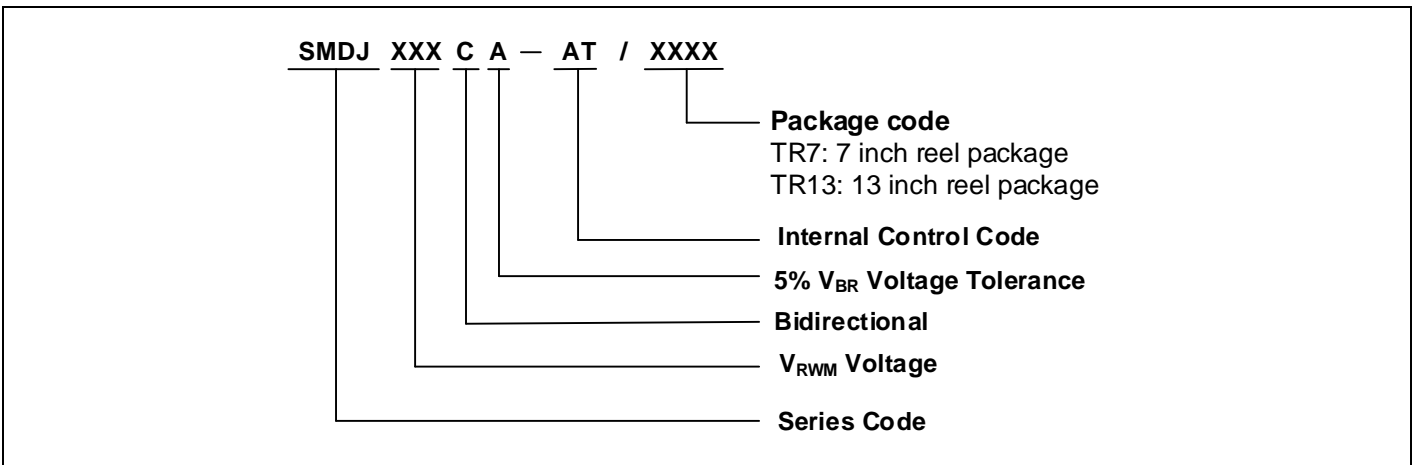 SMDJ XXX C A — AT / XXXX
Package code
TR7: 7 inch reel package
TR13: 13 inch reel package
Internal Control Code
5% VBR Voltage Tolerance
Bidirectional
VRWM Voltage
Series Code